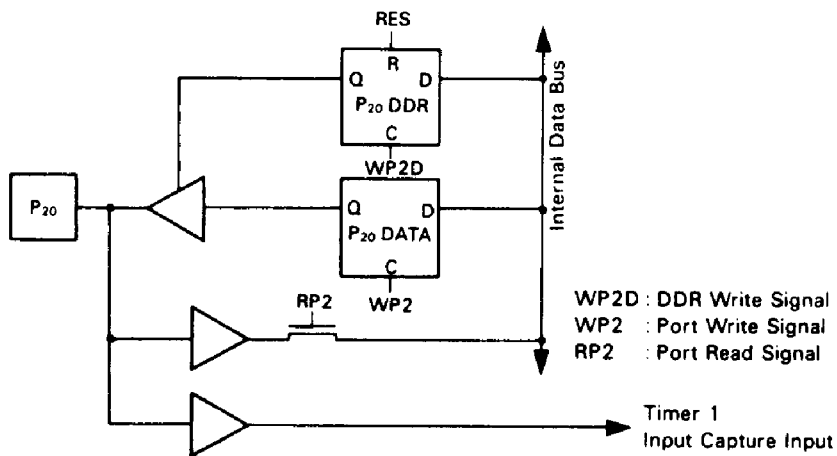 RES
R
Q D
P20 DDR
C
WP2D
Internal Data Bus
P20
Q D
P20 DATA
C
WP2
RP2
WP2D : DDR Write Signal
WP2 : Port Write Signal
RP2 : Port Read Signal
Timer 1
Input Capture Input